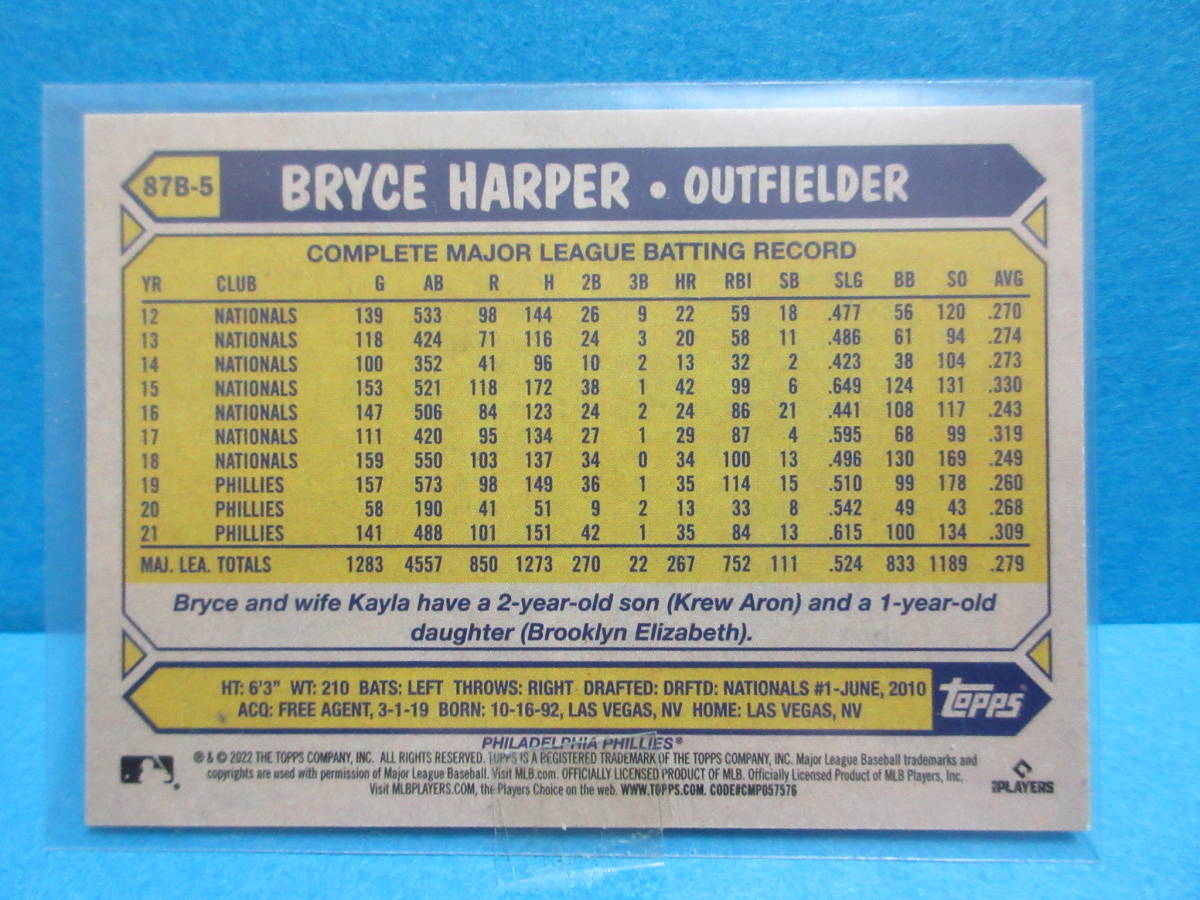 87B-5
BRYCE HARPER • OUTFIELDER
COMPLETE MAJOR LEAGUE BATTING RECORD
YR CLUB G AB R H 2B 3B HR RBI SB SLG BB SO AVG
12 NATIONALS 139 533 98 144 26 9 22 59 18 .477 56 120 .270
13 NATIONALS 118 424 71 116 24 3 20 58 11 .486 61 94 .274
14 NATIONALS 100 352 41 96 10 2 13 32 2 .423 38 104 .273
15 NATIONALS 153 521 118 172 38 1 42 99 6 .649 124 131 .330
16 NATIONALS 147 506 84 123 24 2 24 86 21 .441 108 117 .243
17 NATIONALS 111 420 95 134 27 1 29 87 4 .595 68 99 .319
18 NATIONALS 159 550 103 137 34 0 34 100 13 .496 130 169 .249
19 PHILLIES 157 573 98 149 36 1 35 114 15 .510 99 178 .260
20 PHILLIES 58 190 41 51 9 2 13 33 8 .542 49 43 .268
21 PHILLIES 141 488 101 151 42 1 35 84 13 .615 100 134 .309
MAJ. LEA. TOTALS 1283 4557 850 1273 270 22 267 752 111 .524 833 1189 .279
Bryce and wife Kayla have a 2-year-old son (Krew Aron) and a 1-year-old
daughter (Brooklyn Elizabeth).
HT: 6'3" WT: 210 BATS: LEFT THROWS: RIGHT DRAFTED: DRFTD: NATIONALS #1-JUNE, 2010
ACQ: FREE AGENT, 3-1-19 BORN: 10-16-92, LAS VEGAS, NV HOME: LAS VEGAS, NV
topps
PHILADELPHIA PHILLIES®
® & © 2022 THE TOPPS COMPANY, INC. ALL RIGHTS RESERVED. TOPPS IS A REGISTERED TRADEMARK OF THE TOPPS COMPANY, INC. Major League Baseball trademarks and
copyrights are used with permission of Major League Baseball. Visit MLB.com. OFFICIALLY LICENSED PRODUCT OF MLB. Officially Licensed Product of MLB Players, Inc.
Visit MLBPLAYERS.COM, the Players Choice on the web. WWW.TOPPS.COM. CODE#CMP057576
MLB PLAYERS